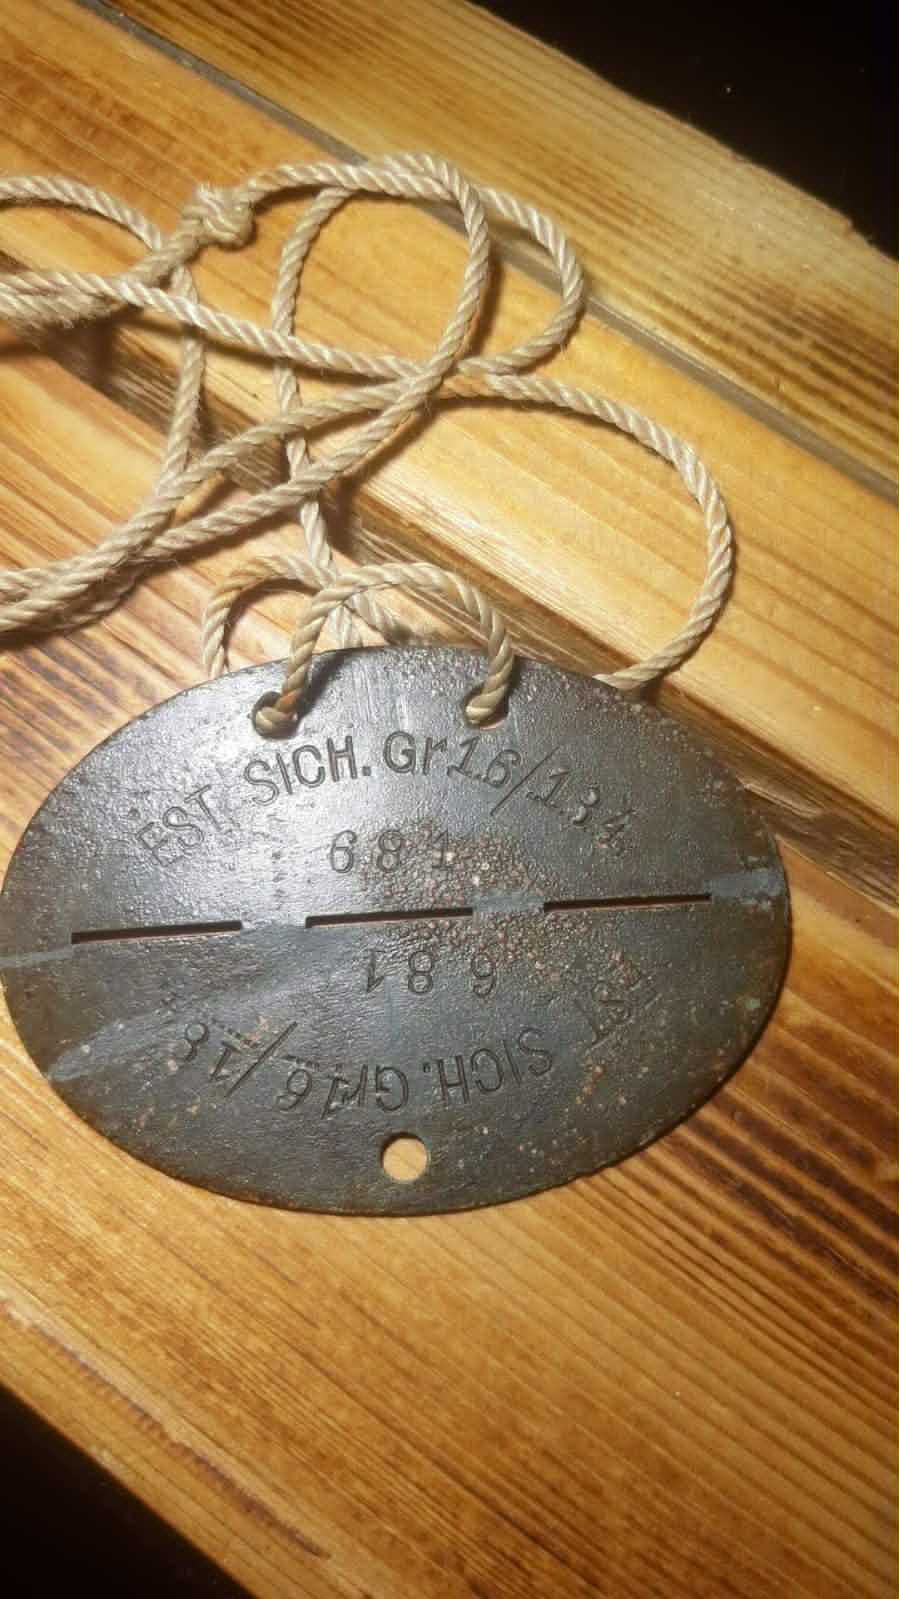 EST. SICH. Gr16/134
681
681
EST SICH. Gr16/13